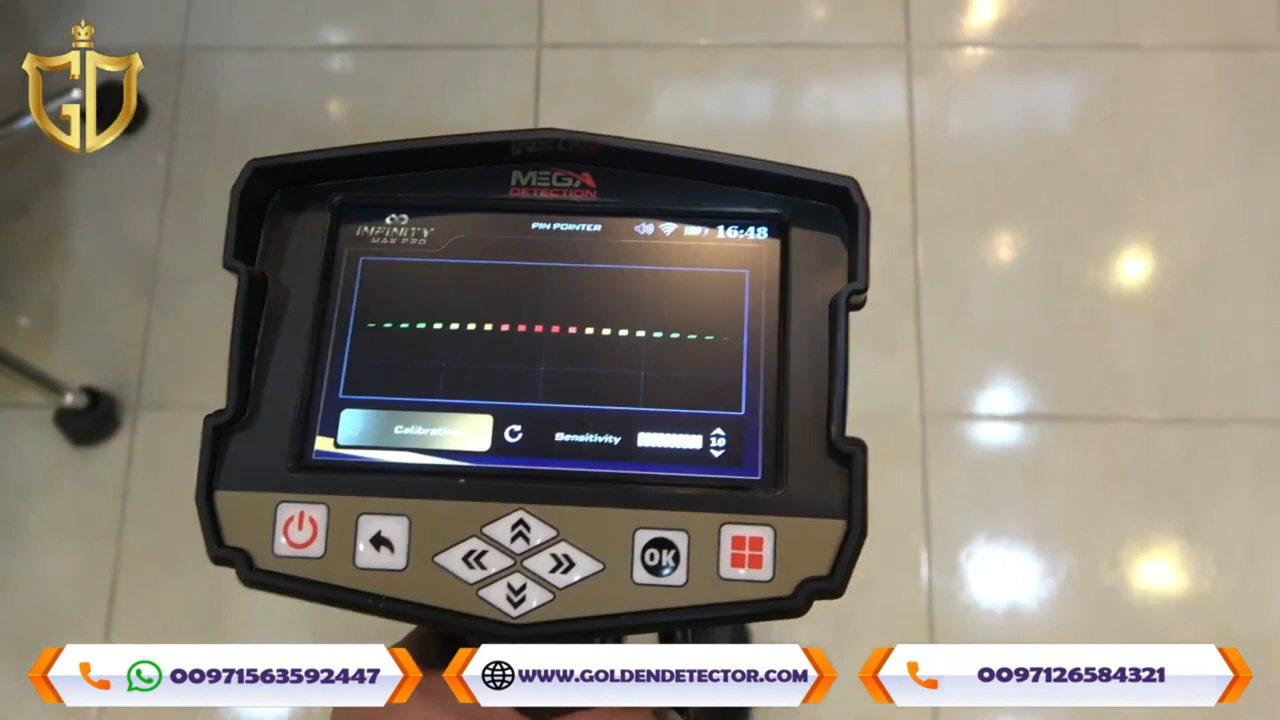 GD
MEGA
DETECTION
INFINITY
MAX PRO
PIN POINTER
16:48
Calibration
Sensitivity
10
OK
00971563592447
WWW.GOLDENDETECTOR.COM
0097126584321